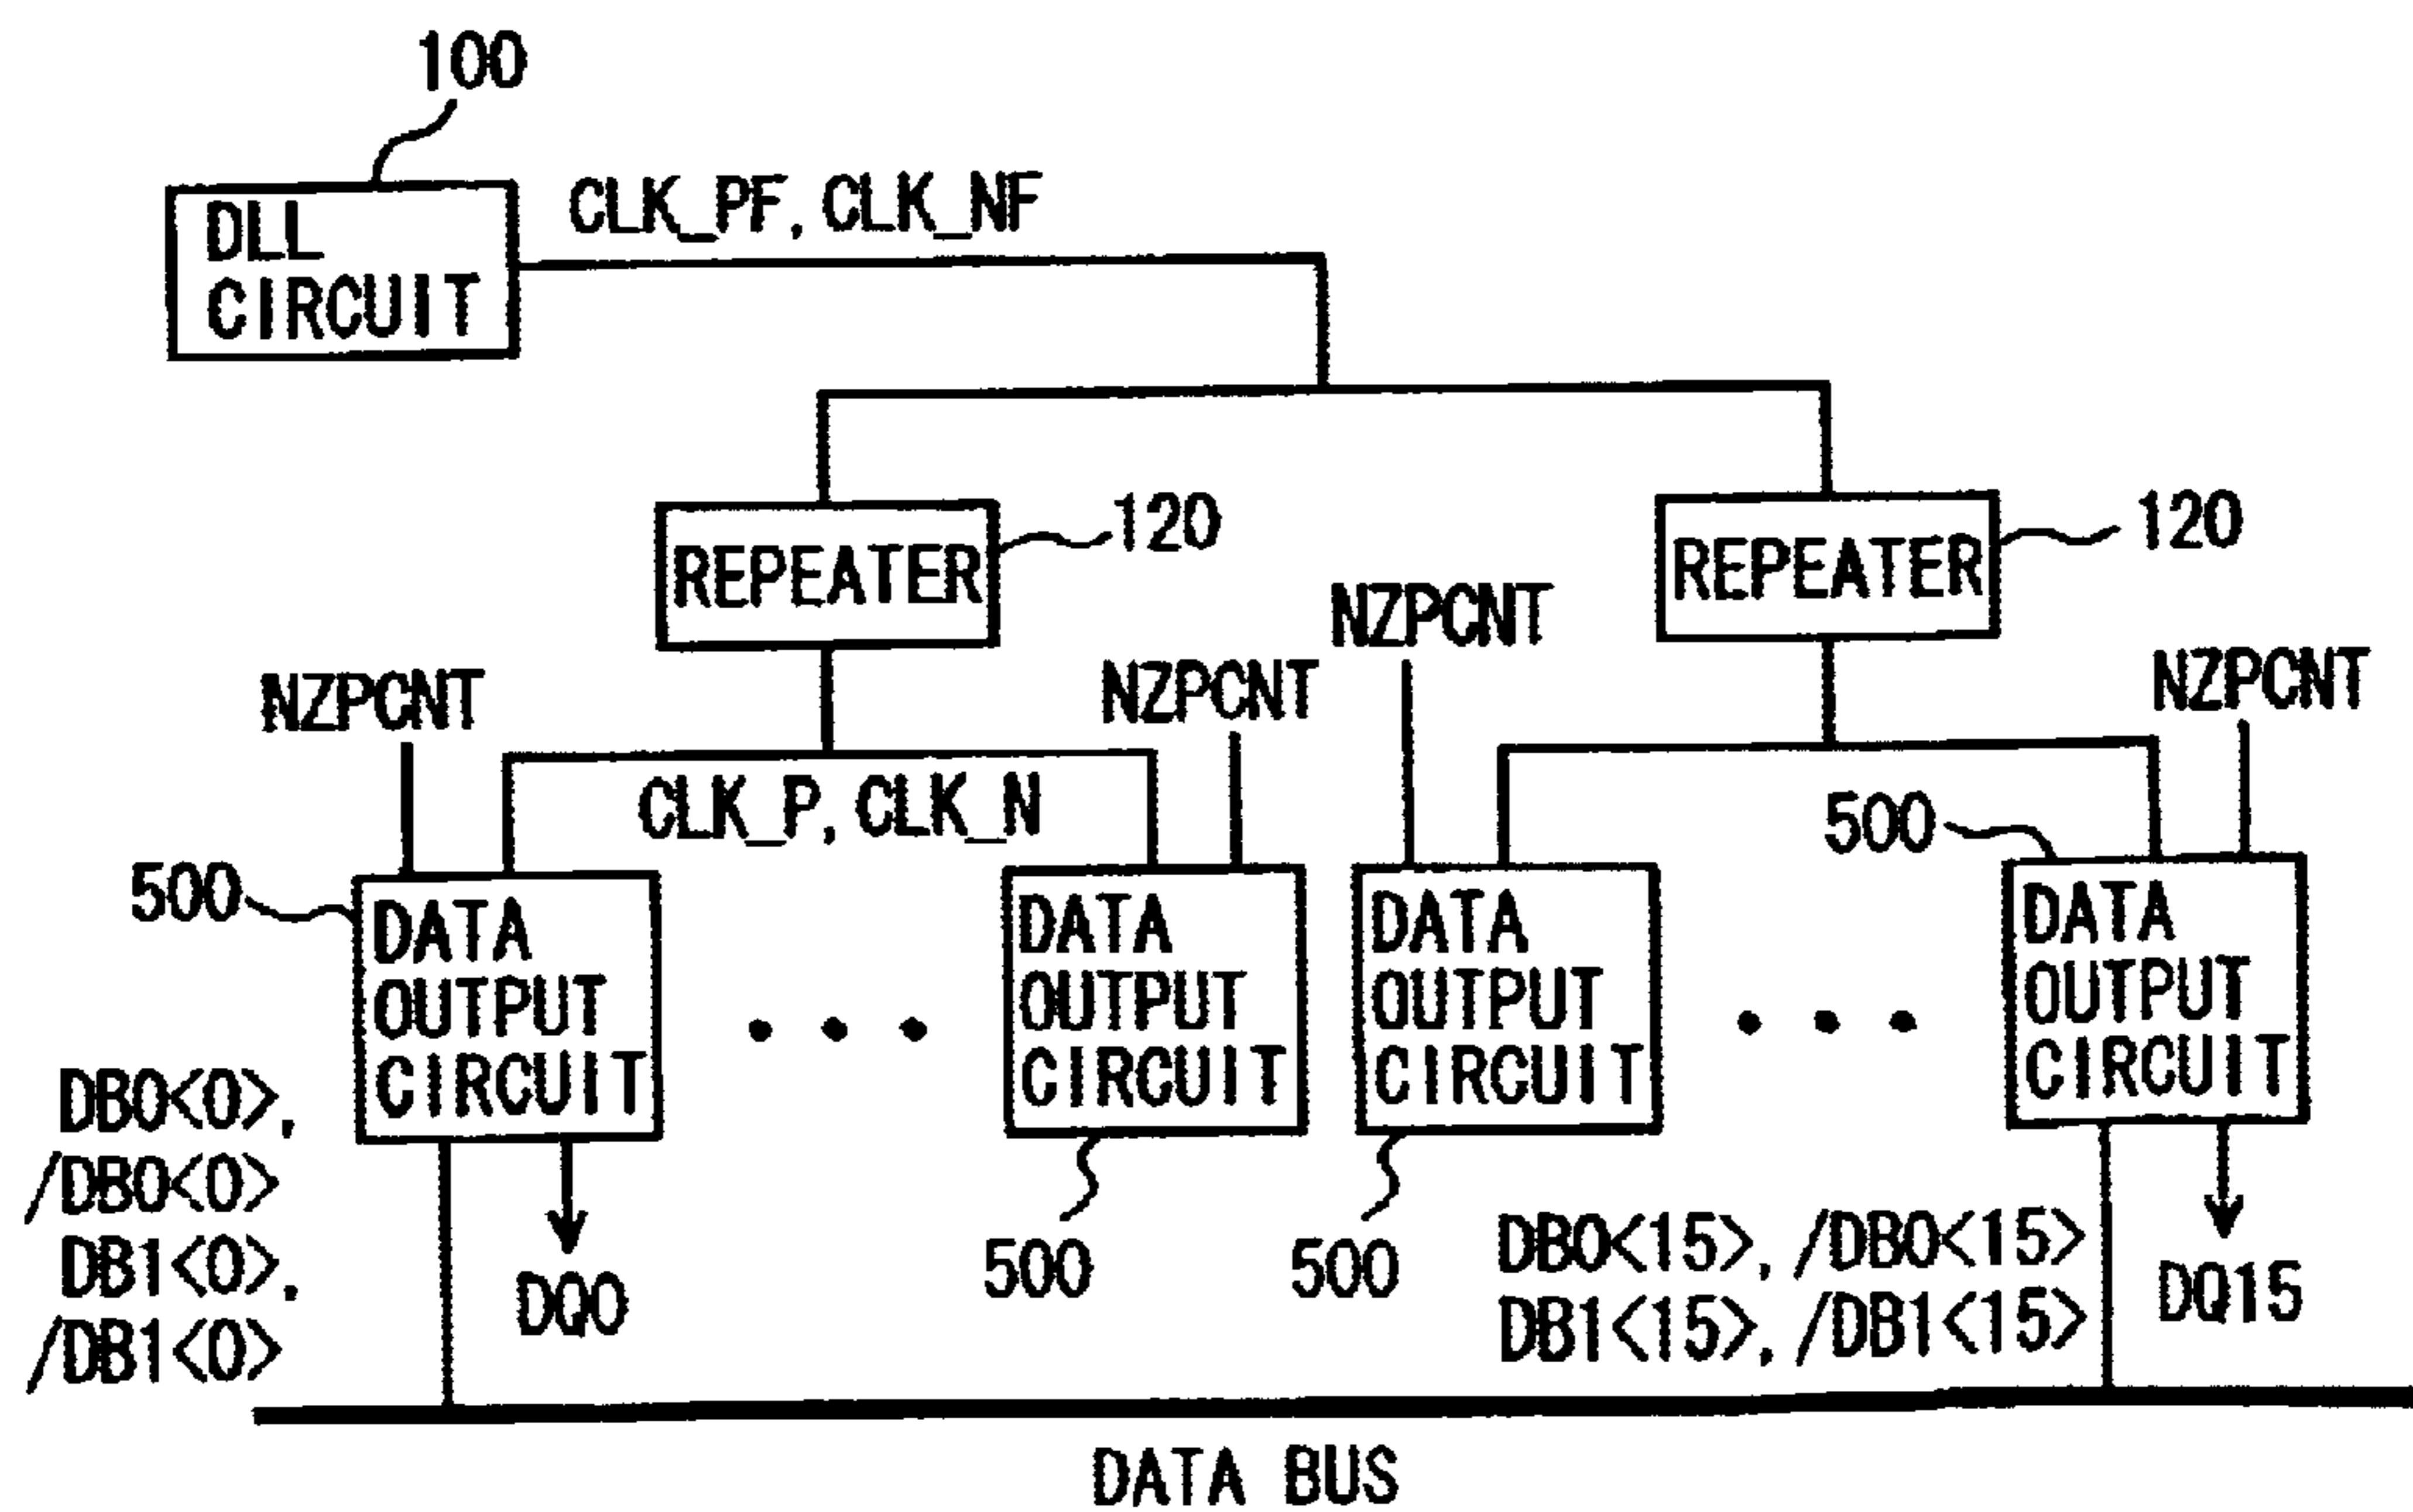 100
DLL
CIRCUIT
CLK_PF, CLK_NF
REPEATER
120
REPEATER
120
NZPCNT
NZPCNT
NZPCNT
NZPCNT
CLK_P, CLK_N
500
500
DATA
OUTPUT
CIRCUIT
DATA
OUTPUT
CIRCUIT
DATA
OUTPUT
CIRCUIT
DATA
OUTPUT
CIRCUIT
DB0<0>,
/DB0<0>
DB1<0>,
/DB1<0>
DQ0
500
500
DB0<15>, /DB0<15>
DB1<15>, /DB1<15>
DQ15
DATA BUS